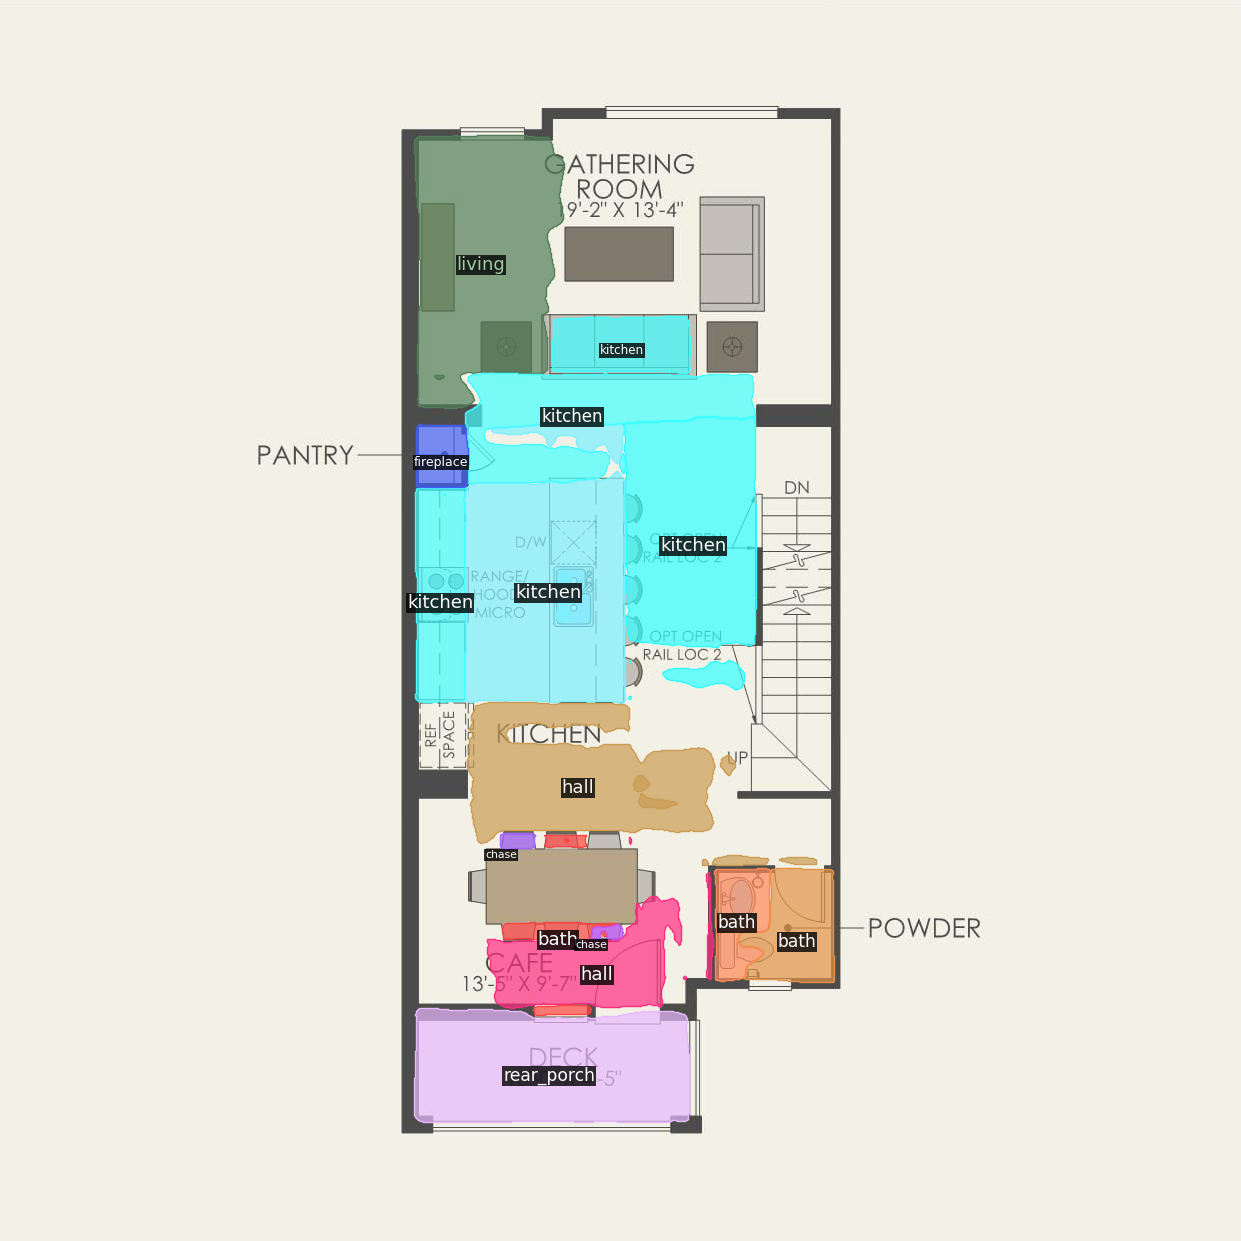 GATHERING
ROOM
9'-2" X 13'-4"
living
kitchen
kitchen
PANTRY
fireplace
DN
D/W
OPT OPEN
kitchen
RAIL LOC 2
RANGE/
HOOD
MICRO
kitchen
kitchen
OPT OPEN
RAIL LOC 2
REF
SPACE
KITCHEN
UP
hall
chase
bath
bath
POWDER
bath
chase
CAFE
hall
13'-5" X 9'-7"
DECK
rear_porch
-5"